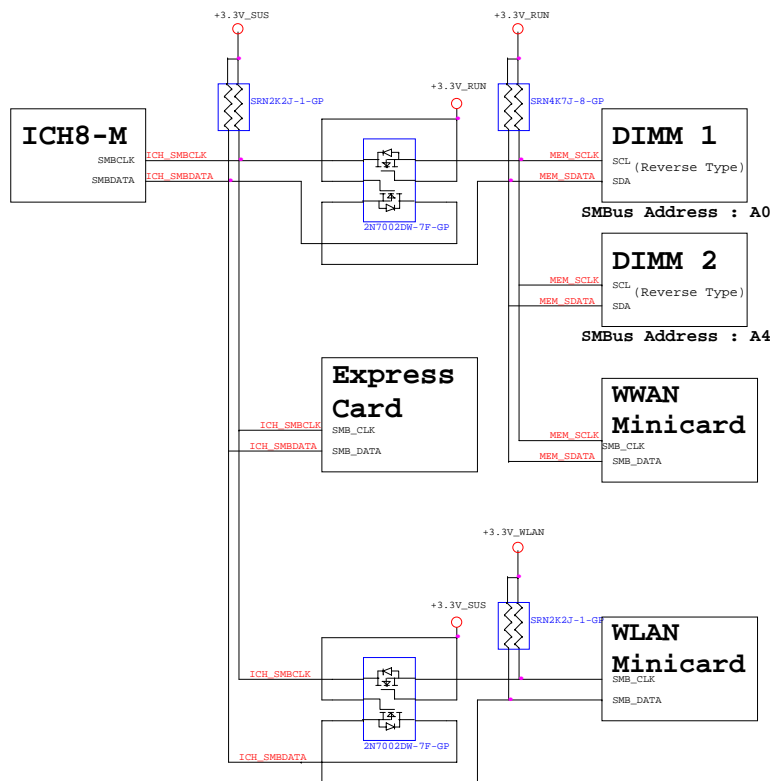 +3.3V_SUS
+3.3V_RUN
SRN2K2J-1-GP
+3.3V_RUN
SRN4K7J-8-GP
ICH8-M
SMBCLK
ICH_SMBCLK
SMBDATA
ICH_SMBDATA
2N7002DW-7F-GP
MEM_SCLK
MEM_SDATA
DIMM 1
SCL
(Reverse Type)
SDA
SMBus Address : A0
DIMM 2
MEM_SCLK
SCL
(Reverse Type)
MEM_SDATA
SDA
SMBus Address : A4
Express
Card
ICH_SMBCLK
SMB_CLK
ICH_SMBDATA
SMB_DATA
WWAN
Minicard
MEM_SCLK
SMB_CLK
MEM_SDATA
SMB_DATA
+3.3V_WLAN
+3.3V_SUS
SRN2K2J-1-GP
WLAN
Minicard
ICH_SMBCLK
SMB_CLK
SMB_DATA
2N7002DW-7F-GP
ICH_SMBDATA